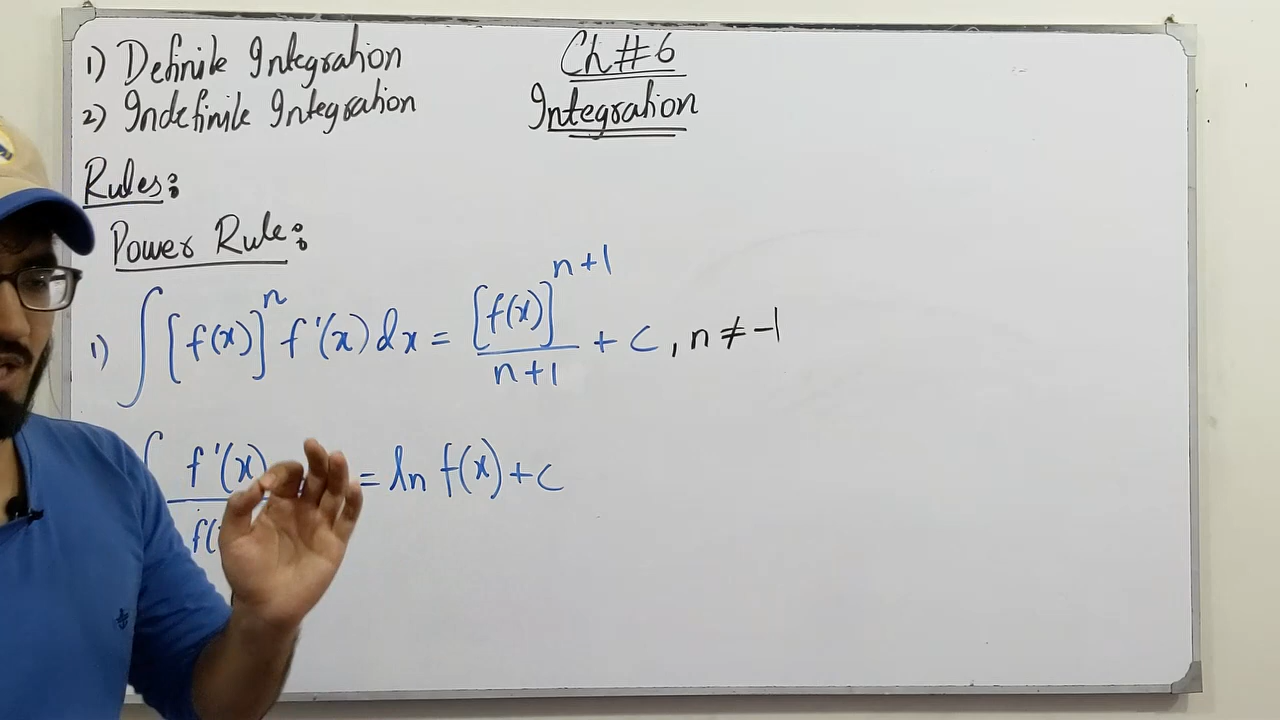 1) Definite Integration
2) Indefinite Integration
Ch#6
Integration
Rules:
Power Rule:
1) ∫ [f(x)]^n f'(x) dx = [f(x)]^(n+1) / (n+1) + c, n ≠ -1
∫ f'(x) / f( = ln f(x) + c